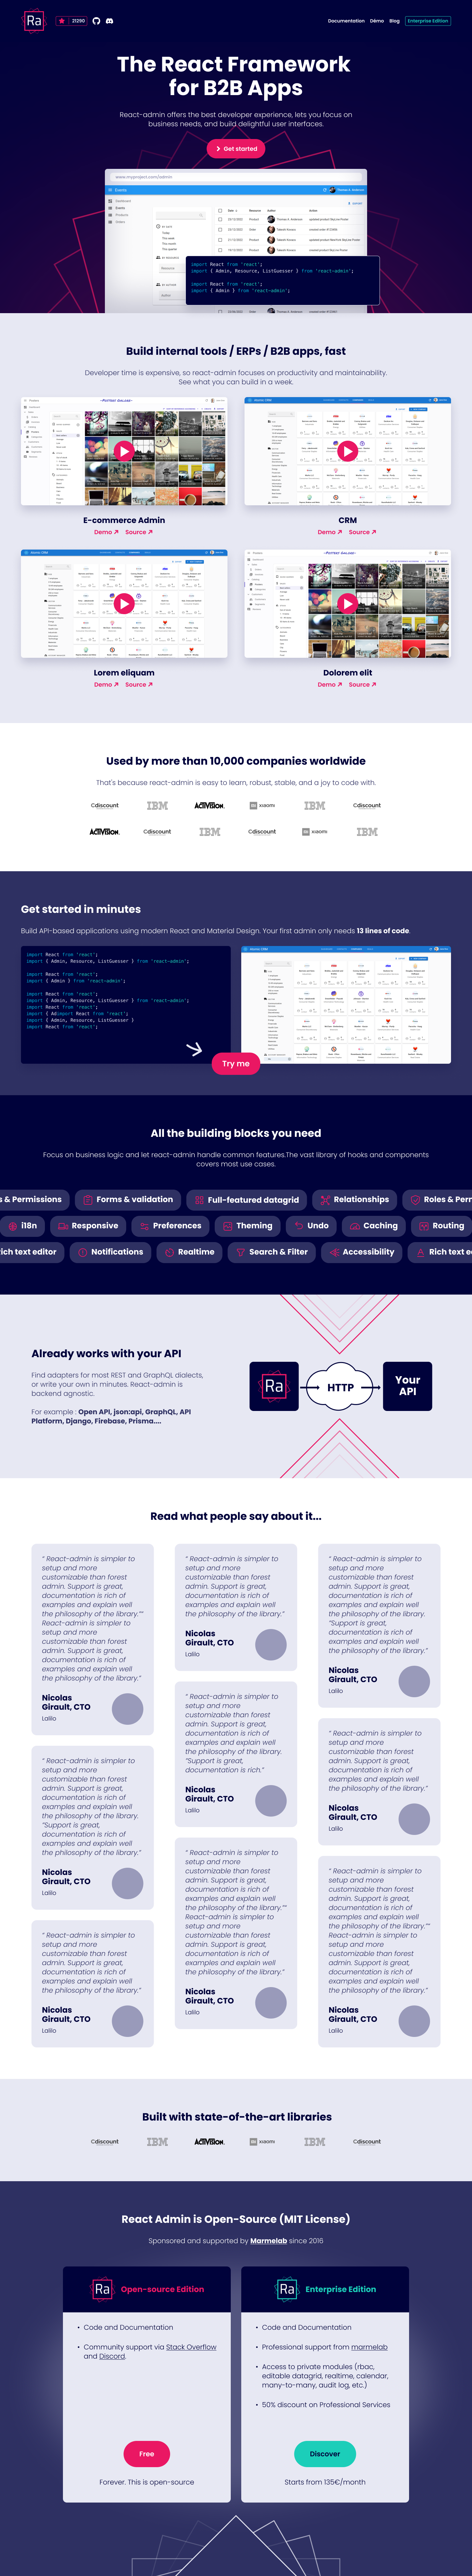 Ra
21290
Documentation Démo Blog Enterprise Edition
The React Framework
for B2B Apps
React-admin offers the best developer experience, lets you focus on
business needs, and build delightful user interfaces.
Get started
www.myproject.com/admin
Events
Dashboard
Events
Products
Orders
import React from 'react';
import { Admin, Resource, ListGuesser } from 'react-admin';
import React from 'react';
import { Admin } from 'react-admin';
Build internal tools / ERPs / B2B apps, fast
Developer time is expensive, so react-admin focuses on productivity and maintainability.
See what you can build in a week.
E-commerce Admin
Demo Source
CRM
Demo Source
Lorem eliquam
Demo Source
Dolorem elit
Demo Source
Used by more than 10,000 companies worldwide
That's because react-admin is easy to learn, robust, stable, and a joy to code with.
Cdiscount IBM ACTIVISION. xiaomi IBM Cdiscount
ACTIVISION. Cdiscount IBM Cdiscount xiaomi IBM
Get started in minutes
Build API-based applications using modern React and Material Design. Your first admin only needs 13 lines of code.
import React from 'react';
import { Admin, Resource, ListGuesser } from 'react-admin';
import React from 'react';
import { Admin } from 'react-admin';
import React from 'react';
import { Admin, Resource, ListGuesser } from 'react-admin';
import React from 'react';
import { Adimport React from 'react';
import { Admin, Resource, ListGuesser }
import React from 'react';
Try me
All the building blocks you need
Focus on business logic and let react-admin handle common features.The vast library of hooks and components
covers most use cases.
s & Permissions Forms & validation Full-featured datagrid Relationships Roles & Perr
i18n Responsive Preferences Theming Undo Caching Routing
ich text editor Notifications Realtime Search & Filter Accessibility Rich text e
Already works with your API
Find adapters for most REST and GraphQL dialects,
or write your own in minutes. React-admin is
backend agnostic.
For example : Open API, json:api, GraphQL, API
Platform, Django, Firebase, Prisma....
Ra
HTTP
Your
API
Read what people say about it...
“ React-admin is simpler to
setup and more
customizable than forest
admin. Support is great,
documentation is rich of
examples and explain well
the philosophy of the library.”“
React-admin is simpler to
setup and more
customizable than forest
admin. Support is great,
documentation is rich of
examples and explain well
the philosophy of the library.”
Nicolas
Girault, CTO
Lalilo
“ React-admin is simpler to
setup and more
customizable than forest
admin. Support is great,
documentation is rich of
examples and explain well
the philosophy of the library.
“Support is great,
documentation is rich of
examples and explain well
the philosophy of the library.”
Nicolas
Girault, CTO
Lalilo
“ React-admin is simpler to
setup and more
customizable than forest
admin. Support is great,
documentation is rich of
examples and explain well
the philosophy of the library.”
Nicolas
Girault, CTO
Lalilo
“ React-admin is simpler to
setup and more
customizable than forest
admin. Support is great,
documentation is rich of
examples and explain well
the philosophy of the library.”
Nicolas
Girault, CTO
Lalilo
“ React-admin is simpler to
setup and more
customizable than forest
admin. Support is great,
documentation is rich of
examples and explain well
the philosophy of the library.
“Support is great,
documentation is rich.”
Nicolas
Girault, CTO
Lalilo
“ React-admin is simpler to
setup and more
customizable than forest
admin. Support is great,
documentation is rich of
examples and explain well
the philosophy of the library.”“
React-admin is simpler to
setup and more
customizable than forest
admin. Support is great,
documentation is rich of
examples and explain well
the philosophy of the library.”
Nicolas
Girault, CTO
Lalilo
“ React-admin is simpler to
setup and more
customizable than forest
admin. Support is great,
documentation is rich of
examples and explain well
the philosophy of the library.
“Support is great,
documentation is rich of
examples and explain well
the philosophy of the library.”
Nicolas
Girault, CTO
Lalilo
“ React-admin is simpler to
setup and more
customizable than forest
admin. Support is great,
documentation is rich of
examples and explain well
the philosophy of the library.”
Nicolas
Girault, CTO
Lalilo
“ React-admin is simpler to
setup and more
customizable than forest
admin. Support is great,
documentation is rich of
examples and explain well
the philosophy of the library.”“
React-admin is simpler to
setup and more
customizable than forest
admin. Support is great,
documentation is rich of
examples and explain well
the philosophy of the library.”
Nicolas
Girault, CTO
Lalilo
Built with state-of-the-art libraries
Cdiscount IBM ACTIVISION. xiaomi IBM Cdiscount
React Admin is Open-Source (MIT License)
Sponsored and supported by Marmelab since 2016
Ra Open-source Edition
• Code and Documentation
• Community support via Stack Overflow
and Discord.
Free
Forever. This is open-source
Ra Enterprise Edition
• Code and Documentation
• Professional support from marmelab
• Access to private modules (rbac,
editable datagrid, realtime, calendar,
many-to-many, audit log, etc.)
• 50% discount on Professional Services
Discover
Starts from 135€/month